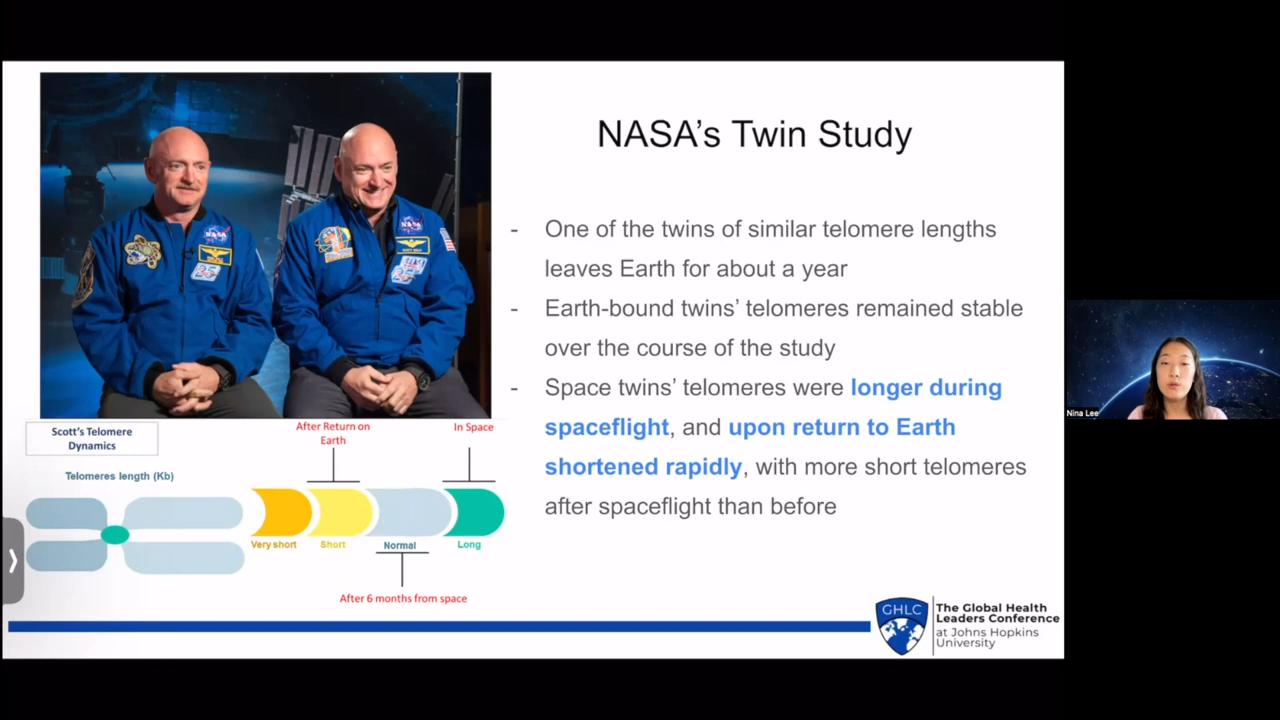 NASA's Twin Study
- One of the twins of similar telomere lengths
leaves Earth for about a year
- Earth-bound twins' telomeres remained stable
over the course of the study
- Space twins' telomeres were longer during
spaceflight, and upon return to Earth
shortened rapidly, with more short telomeres
after spaceflight than before
Scott's Telomere
Dynamics
Telomeres length (Kb)
After Return on
Earth
In Space
Very short
Short
Normal
Long
After 6 months from space
GHLC
The Global Health
Leaders Conference
at Johns Hopkins
University
Nina Lee
NASA
NASA